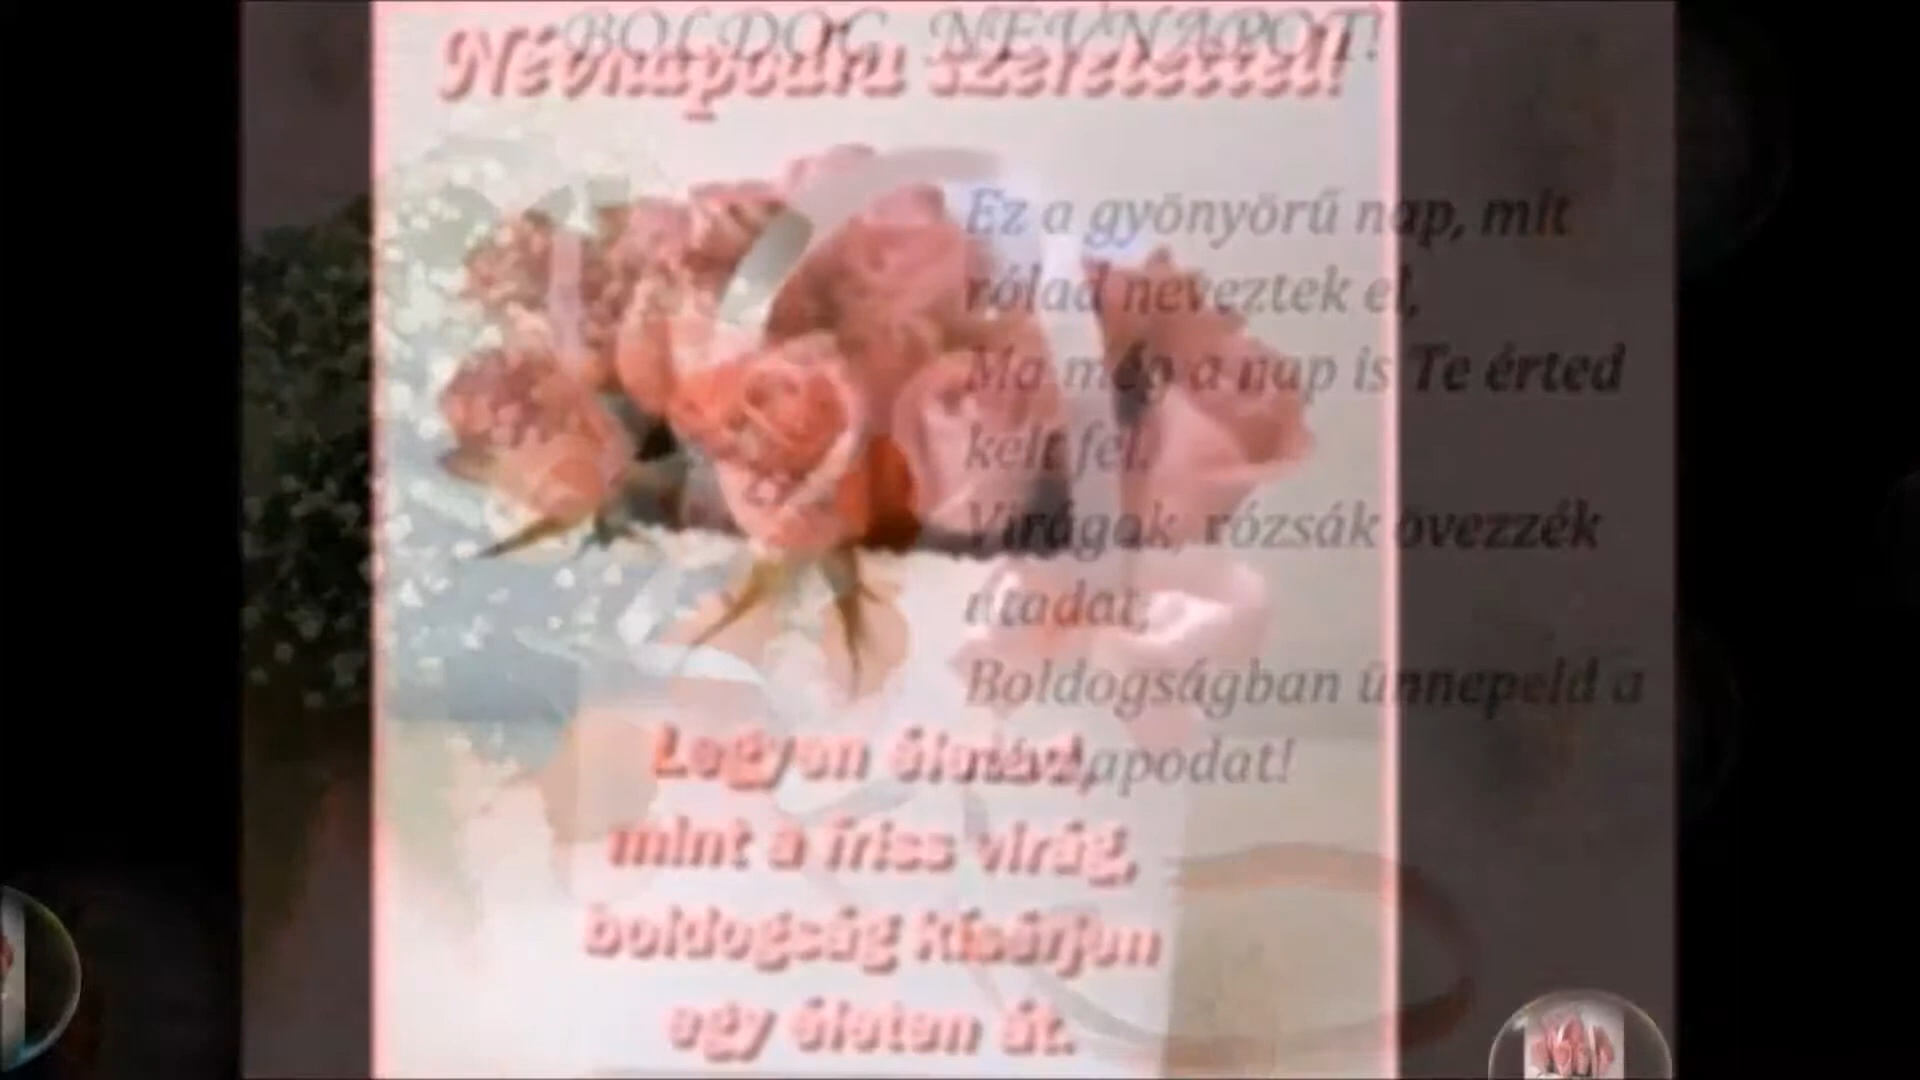 BOLDOG NÉVNAPOT!
Névnapodra szeretettel!
Ez a gyönyörű nap, mit
rólad neveztek el,
Ma még a nap is Te érted
kelt fel.
Virágok, rózsák övezzék
utadat,
Boldogságban ünnepeld a
névnapodat!
Legyen életed,
mint a friss virág,
boldogság kísérjen
egy életen át.